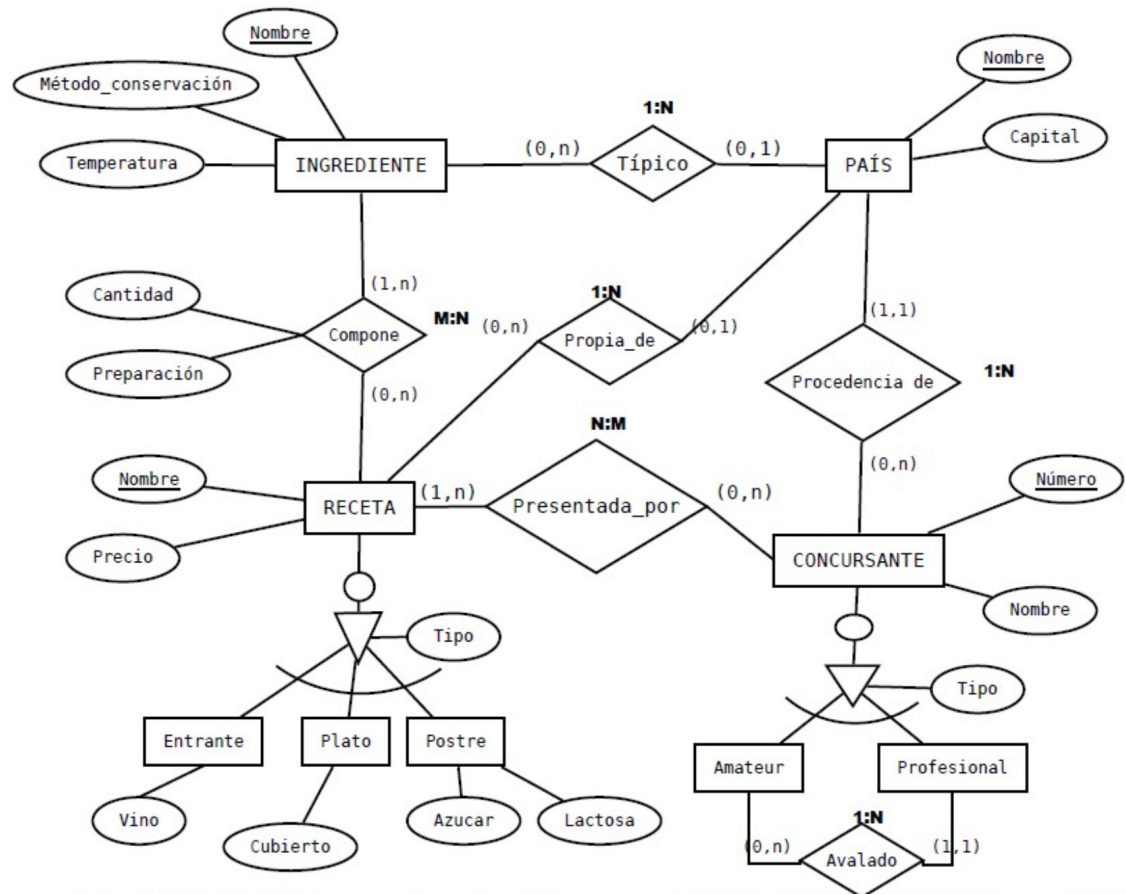 Nombre
Método_conservación
Temperatura
INGREDIENTE
(0,n)
1:N
Típico
(0,1)
PAÍS
Nombre
Capital
Cantidad
Preparación
(1,n)
Compone
M:N
(0,n)
(0,n)
1:N
Propia_de
(0,1)
(1,1)
Procedencia de
1:N
(0,n)
Nombre
Precio
RECETA
(1,n)
N:M
Presentada_por
(0,n)
CONCURSANTE
Número
Nombre
Tipo
Entrante
Plato
Postre
Vino
Cubierto
Azucar
Lactosa
Tipo
Amateur
Profesional
(0,n)
1:N
Avalado
(1,1)